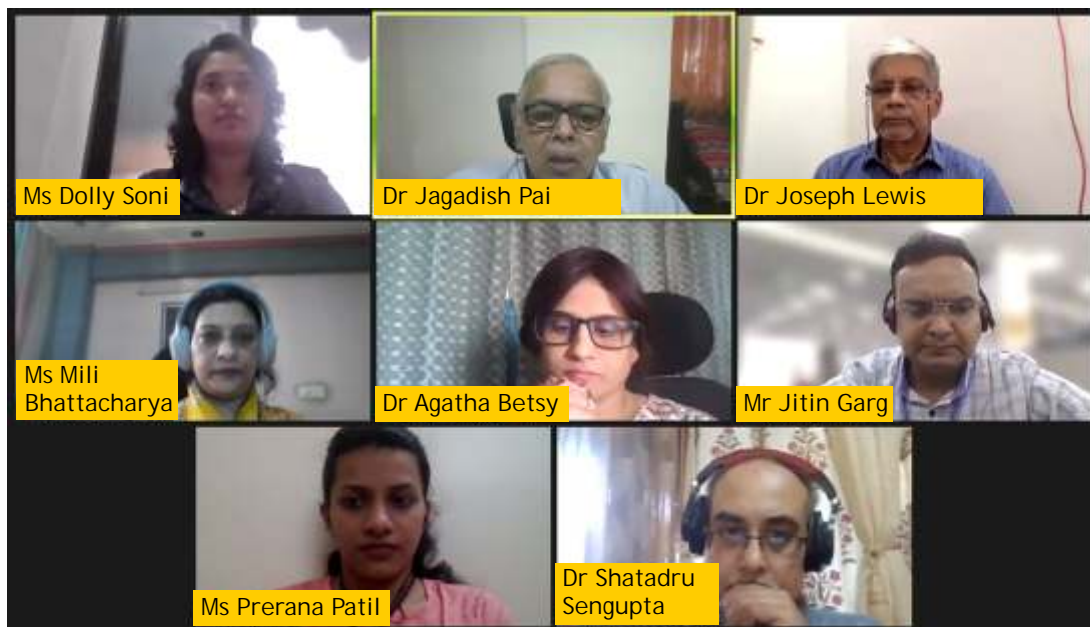 Ms Dolly Soni
Dr Jagadish Pai
Dr Joseph Lewis
Ms Mili
Bhattacharya
Dr Agatha Betsy
Mr Jitin Garg
Ms Prerana Patil
Dr Shatadru
Sengupta